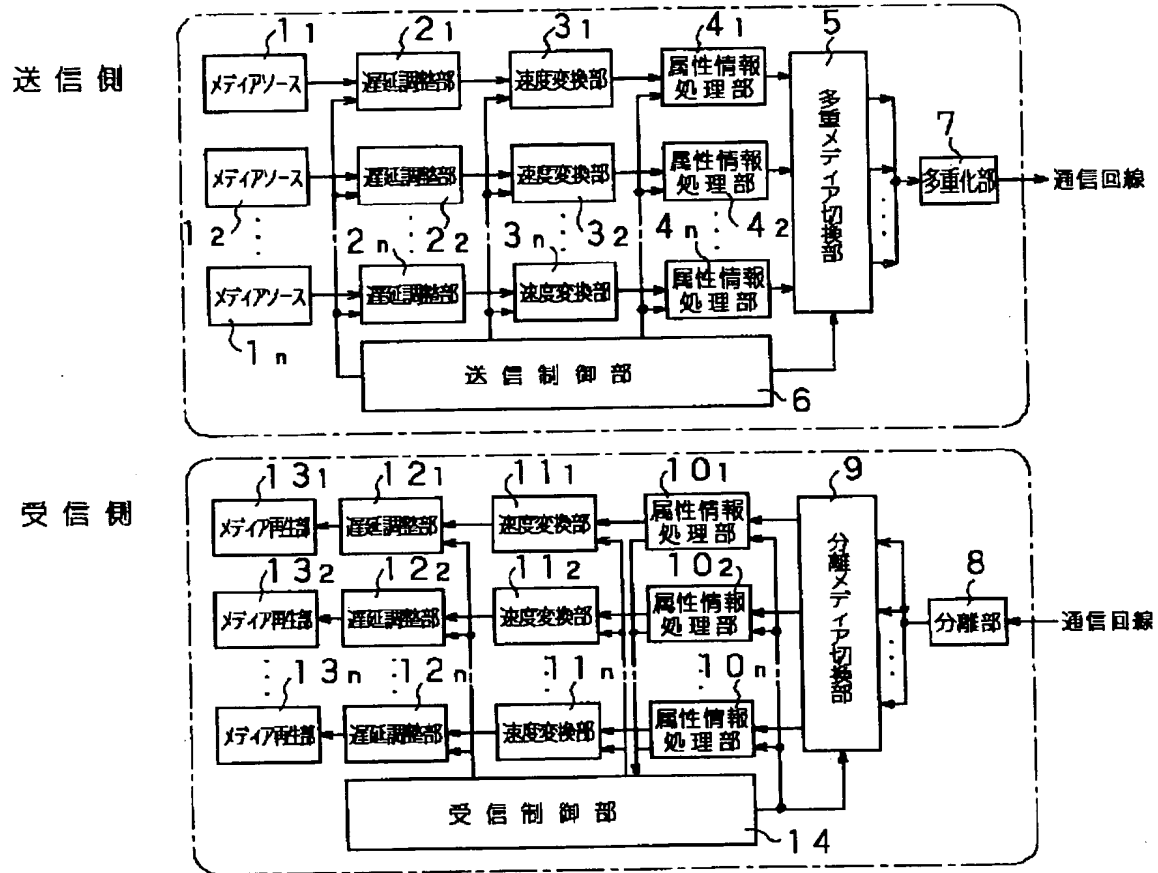 送信側
1₁
2₁
3₁
4₁
5
メディアソース
遅延調整部
速度変換部
属性情報
処理部
多重メディア切換部
7
メディアソース
遅延調整部
速度変換部
属性情報
処理部
多重化部
通信回線
1₂
2n
2₂
3n
3₂
4n
4₂
メディアソース
遅延調整部
速度変換部
属性情報
処理部
1n
送信制御部
6
受信側
13₁
12₁
11₁
10₁
9
メディア再生部
遅延調整部
速度変換部
属性情報
処理部
分離メディア切換部
13₂
12₂
11₂
10₂
8
メディア再生部
遅延調整部
速度変換部
属性情報
処理部
分離部
通信回線
13n
12n
11n
10n
メディア再生部
遅延調整部
速度変換部
属性情報
処理部
受信制御部
14